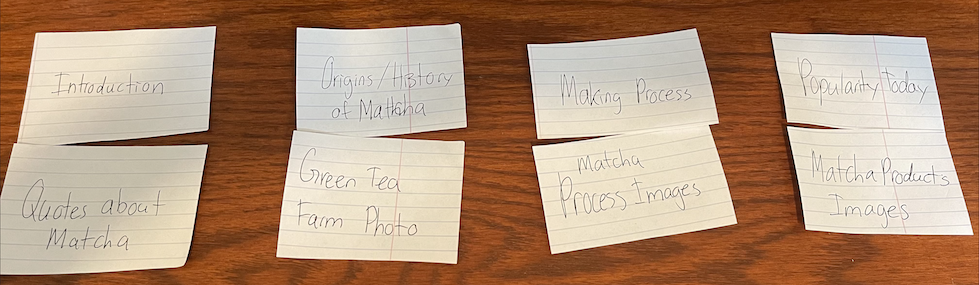 Introduction
Origins/History
of Matcha
Making Process
Popularity Today
Quotes about
Matcha
Green Tea
Farm Photo
Matcha
Process Images
Matcha Products
Images